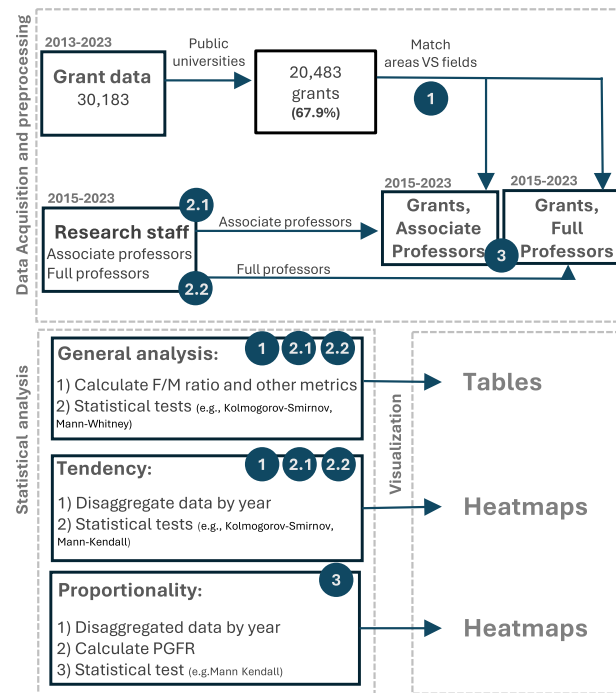 Data Acquisition and preprocessing
2013-2023
Grant data
30,183
Public
universities
20,483
grants
(67.9%)
Match
areas VS fields
1
2015-2023
Research staff
Associate professors
Full professors
2.1
2.2
Associate professors
Full professors
2015-2023
Grants,
Associate
Professors
3
2015-2023
Grants,
Full
Professors
Statistical analysis
General analysis:
1 2.1 2.2
1) Calculate F/M ratio and other metrics
2) Statistical tests (e.g., Kolmogorov-Smirnov,
Mann-Whitney)
Tendency:
1 2.1 2.2
1) Disaggregate data by year
2) Statistical tests (e.g., Kolmogorov-Smirnov,
Mann-Kendall)
Proportionality:
3
1) Disaggregated data by year
2) Calculate PGFR
3) Statistical test (e.g.Mann Kendall)
Visualization
Tables
Heatmaps
Heatmaps